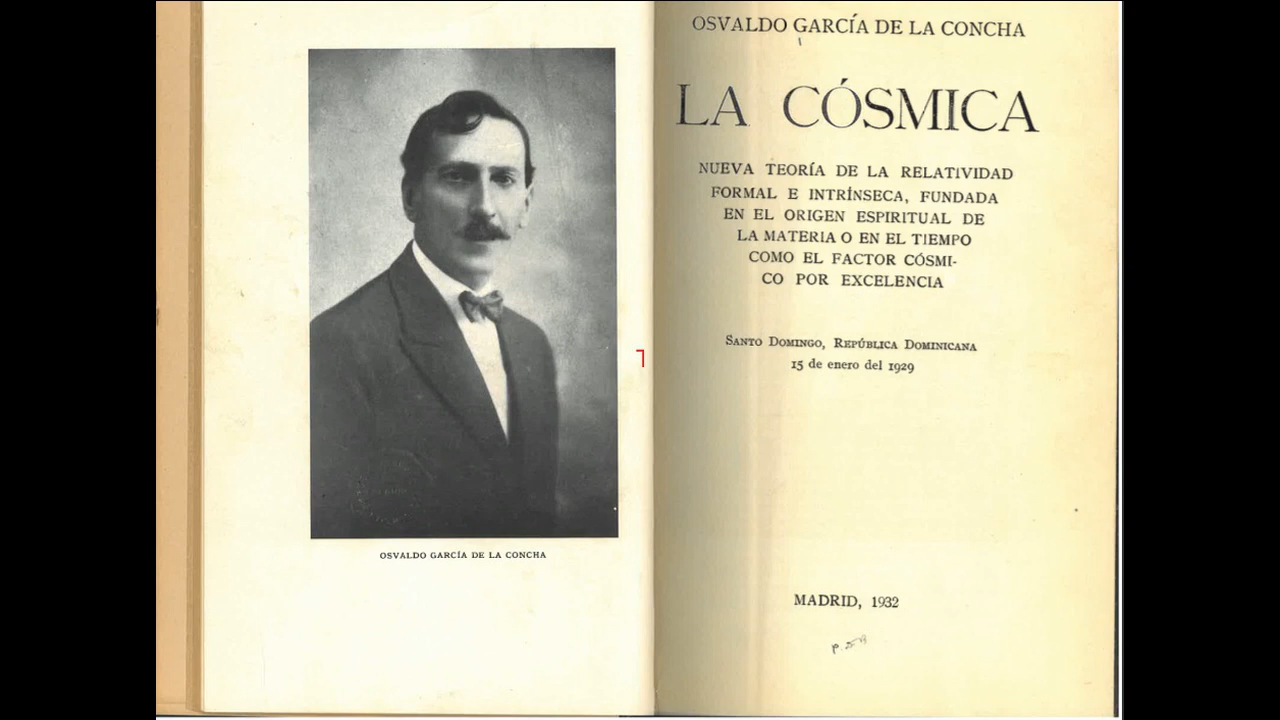 OSVALDO GARCÍA DE LA CONCHA
OSVALDO GARCÍA DE LA CONCHA
LA CÓSMICA
NUEVA TEORÍA DE LA RELATIVIDAD
FORMAL E INTRÍNSECA, FUNDADA
EN EL ORIGEN ESPIRITUAL DE
LA MATERIA O EN EL TIEMPO
COMO EL FACTOR CÓSMI-
CO POR EXCELENCIA
SANTO DOMINGO, REPÚBLICA DOMINICANA
15 de enero del 1929
MADRID, 1932